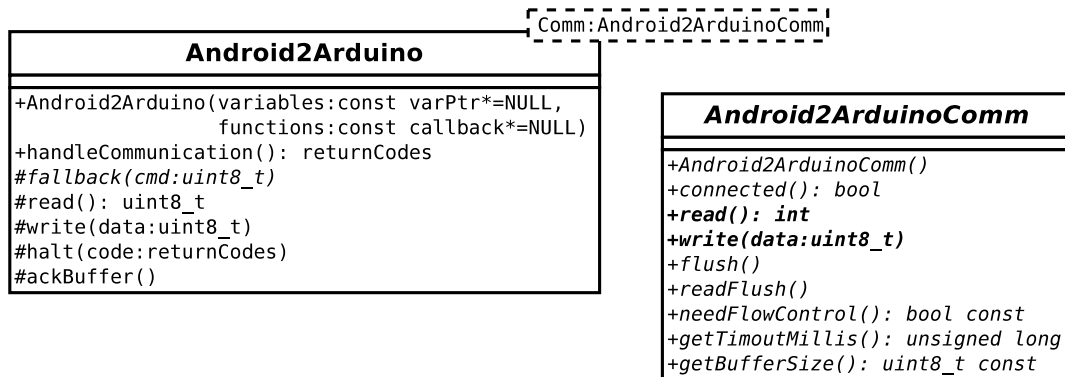 Comm:Android2ArduinoComm
Android2Arduino
+Android2Arduino(variables:const varPtr*=NULL,
functions:const callback*=NULL)
+handleCommunication(): returnCodes
#fallback(cmd:uint8_t)
#read(): uint8_t
#write(data:uint8_t)
#halt(code:returnCodes)
#ackBuffer()
Android2ArduinoComm
+Android2ArduinoComm()
+connected(): bool
+read(): int
+write(data:uint8_t)
+flush()
+readFlush()
+needFlowControl(): bool const
+getTimoutMillis(): unsigned long
+getBufferSize(): uint8_t const